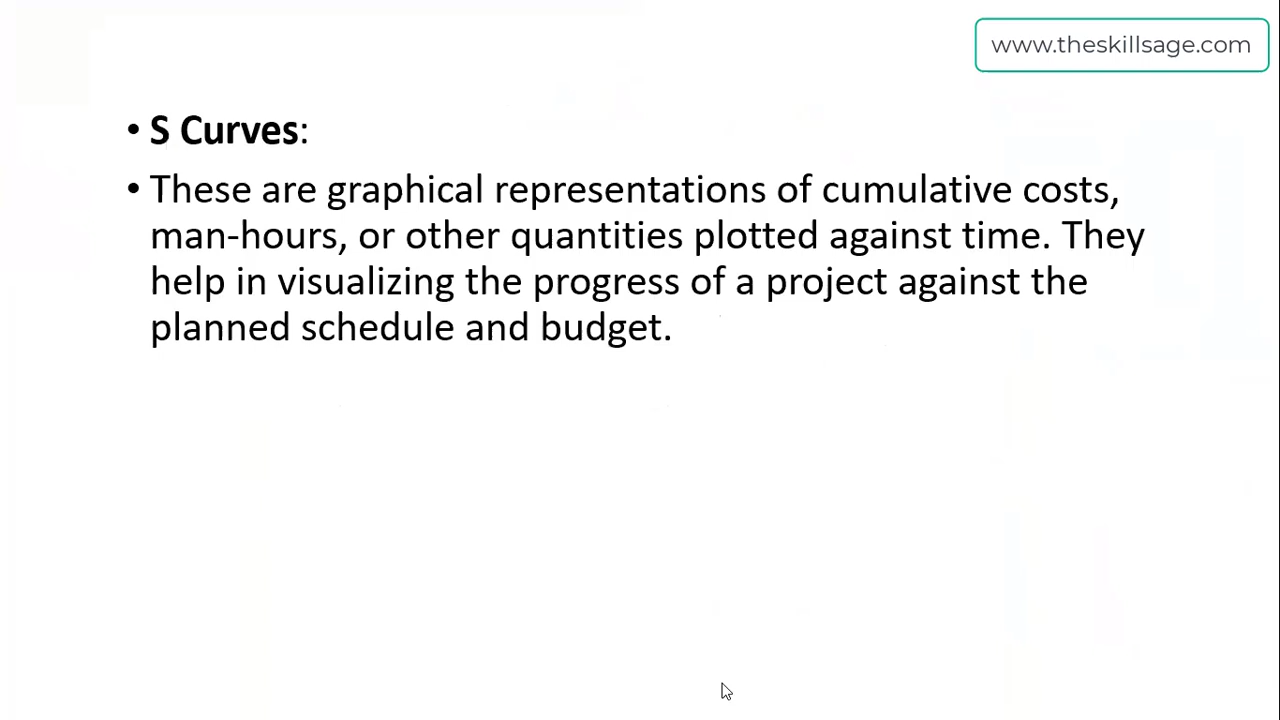 www.theskillsage.com
• S Curves:
• These are graphical representations of cumulative costs,
man-hours, or other quantities plotted against time. They
help in visualizing the progress of a project against the
planned schedule and budget.